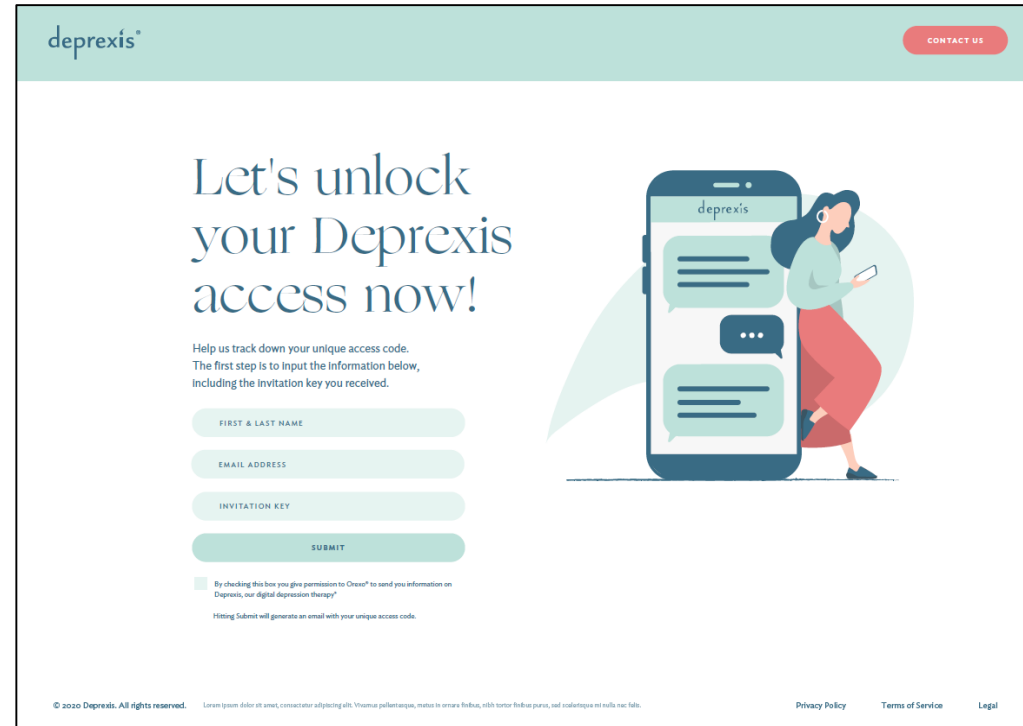 deprexis®
CONTACT US
Let's unlock
your Deprexis
access now!
Help us track down your unique access code.
The first step is to input the information below,
including the invitation key you received.
FIRST & LAST NAME
EMAIL ADDRESS
INVITATION KEY
SUBMIT
By checking this box you give permission to Orexo® to send you information on
Deprexis, our digital depression therapy*
Hitting Submit will generate an email with your unique access code.
deprexis
© 2020 Deprexis. All rights reserved.
Lorem ipsum dolor sit amet, consectetur adipiscing elit. Vivamus pellentesque, metus in ornare finibus, nibh tortor finibus purus, sed scelerisque mi nulla nec felis.
Privacy Policy
Terms of Service
Legal